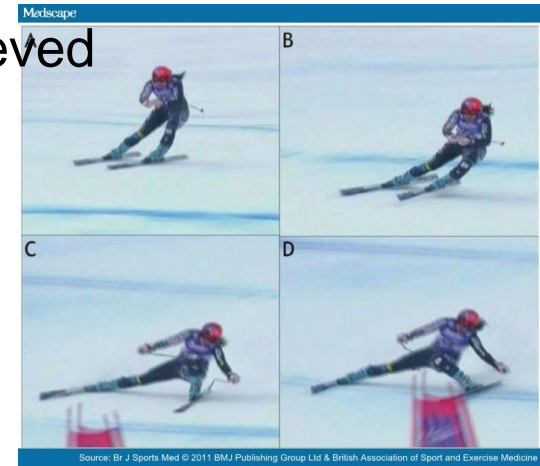 Medscape
eved
A
B
C
D
Source: Br J Sports Med © 2011 BMJ Publishing Group Ltd & British Association of Sport and Exercise Medicine